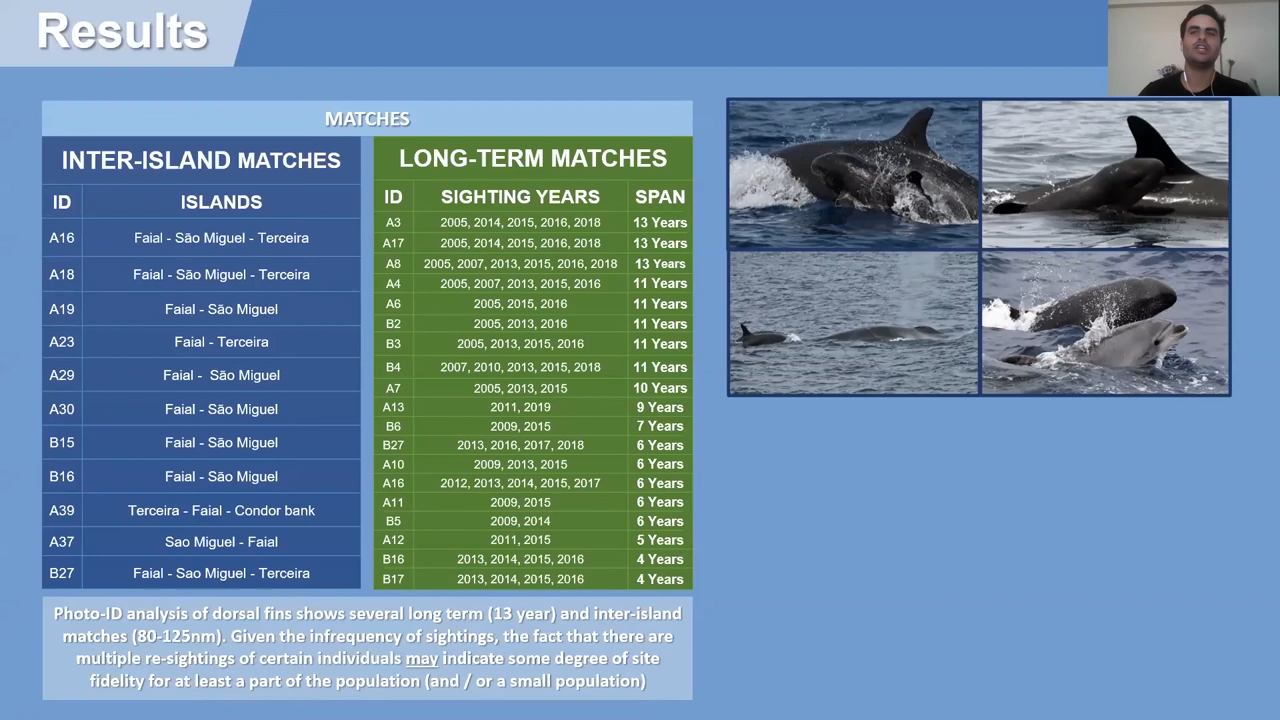 Results
MATCHES
INTER-ISLAND MATCHES
ID ISLANDS
A16 Faial - São Miguel - Terceira
A18 Faial - São Miguel - Terceira
A19 Faial - São Miguel
A23 Faial - Terceira
A29 Faial - São Miguel
A30 Faial - São Miguel
B15 Faial - São Miguel
B16 Faial - São Miguel
A39 Terceira - Faial - Condor bank
A37 Sao Miguel - Faial
B27 Faial - Sao Miguel - Terceira
LONG-TERM MATCHES
ID SIGHTING YEARS SPAN
A3 2005, 2014, 2015, 2016, 2018 13 Years
A17 2005, 2014, 2015, 2016, 2018 13 Years
A8 2005, 2007, 2013, 2015, 2016, 2018 13 Years
A4 2005, 2007, 2013, 2015, 2016 11 Years
A6 2005, 2015, 2016 11 Years
B2 2005, 2013, 2016 11 Years
B3 2005, 2013, 2015, 2016 11 Years
B4 2007, 2010, 2013, 2015, 2018 11 Years
A7 2005, 2013, 2015 10 Years
A13 2011, 2019 9 Years
B6 2009, 2015 7 Years
B27 2013, 2016, 2017, 2018 6 Years
A10 2009, 2013, 2015 6 Years
A16 2012, 2013, 2014, 2015, 2017 6 Years
A11 2009, 2015 6 Years
B5 2009, 2014 6 Years
A12 2011, 2015 5 Years
B16 2013, 2014, 2015, 2016 4 Years
B17 2013, 2014, 2015, 2016 4 Years
Photo-ID analysis of dorsal fins shows several long term (13 year) and inter-island
matches (80-125nm). Given the infrequency of sightings, the fact that there are
multiple re-sightings of certain individuals may indicate some degree of site
fidelity for at least a part of the population (and / or a small population)